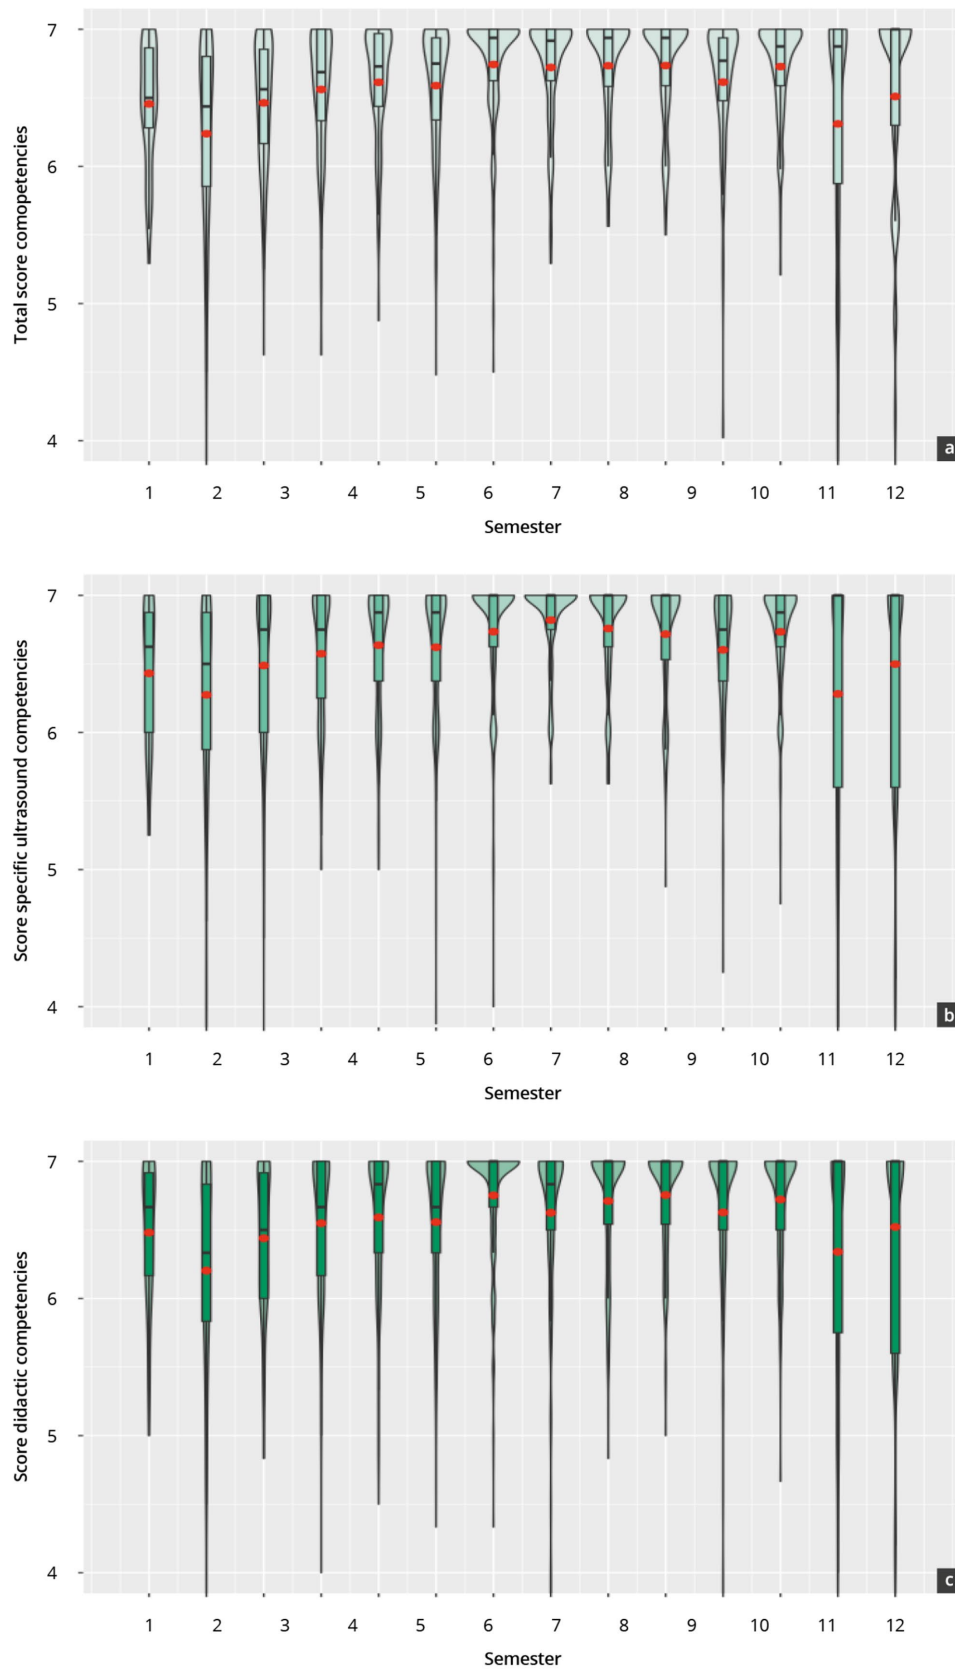 Total score comopetencies
7
6
5
4
a
1 2 3 4 5 6 7 8 9 10 11 12
Semester
Score specific ultrasound competencies
7
6
5
4
b
1 2 3 4 5 6 7 8 9 10 11 12
Semester
Score didactic competencies
7
6
5
4
c
1 2 3 4 5 6 7 8 9 10 11 12
Semester